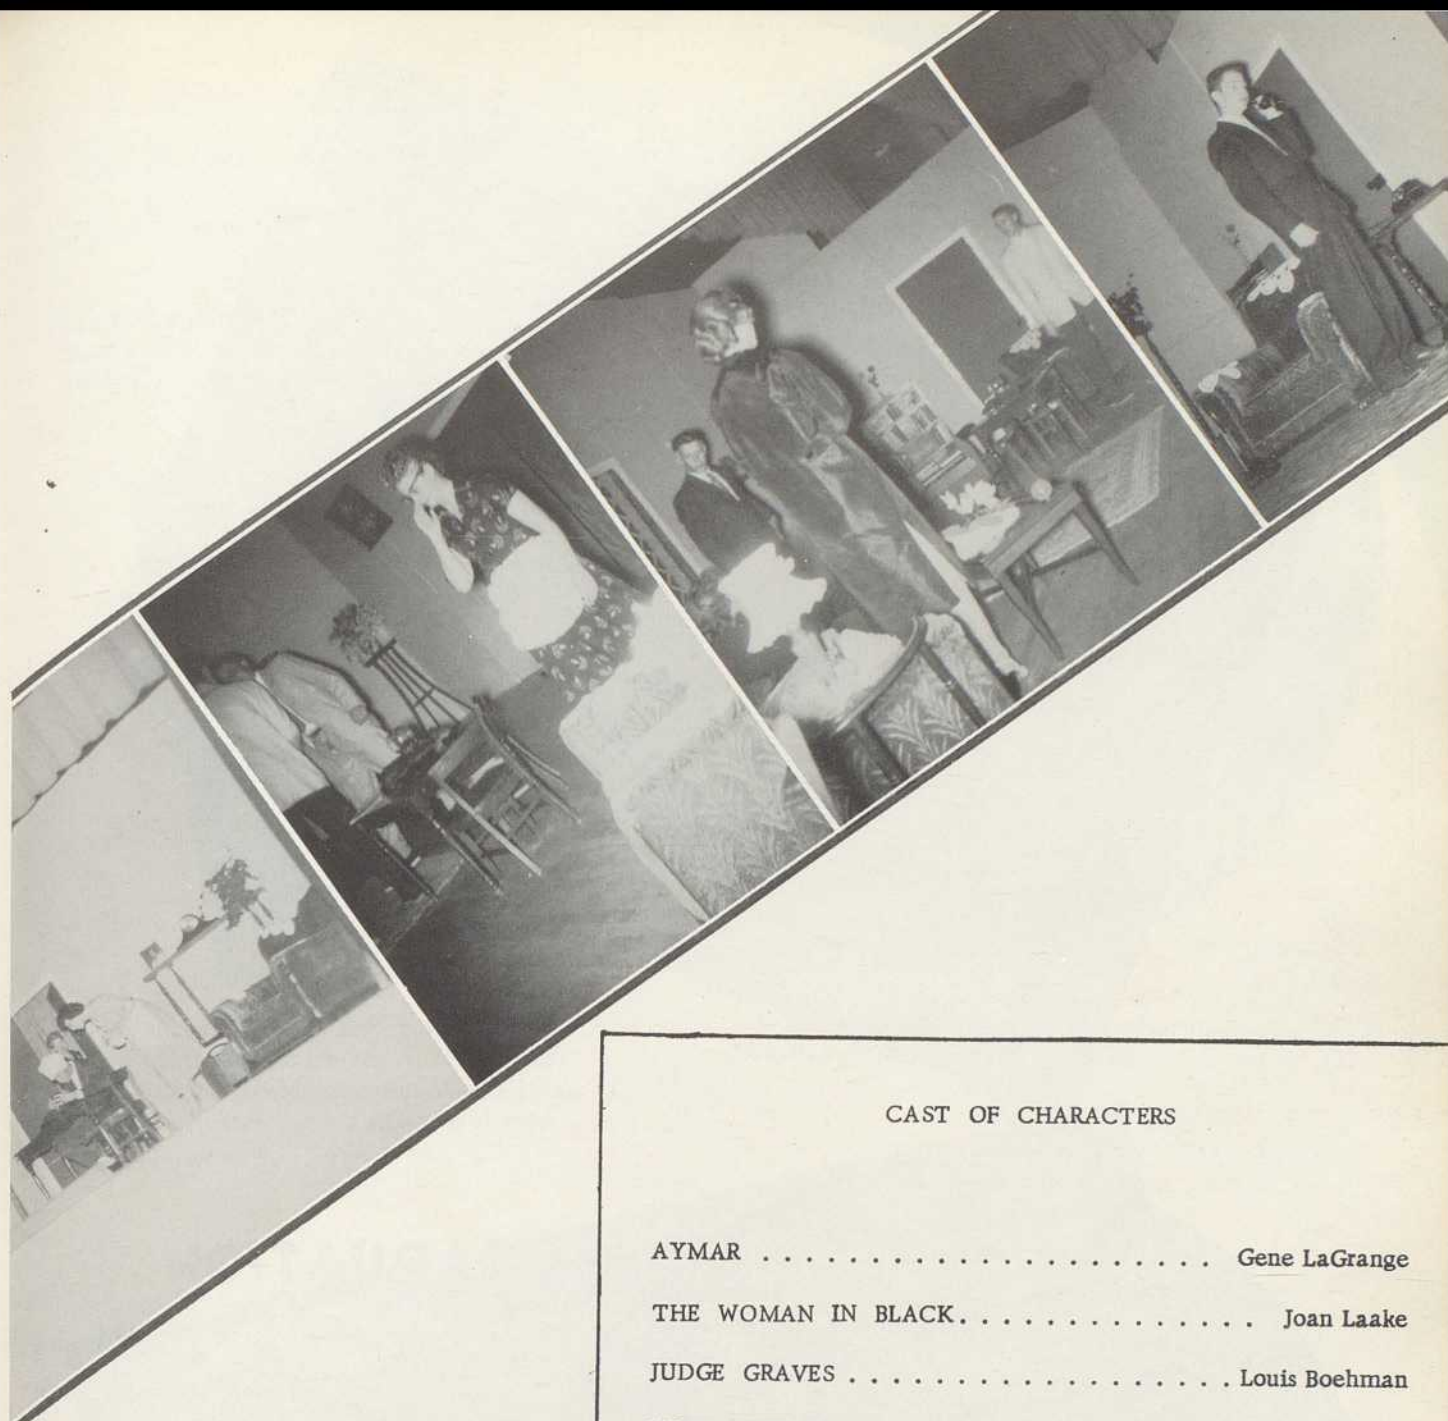 CAST OF CHARACTERS
AYMAR . . . . . . . . . . . . . . . . . . . . . Gene LaGrange
THE WOMAN IN BLACK. . . . . . . . . . . . . . Joan Laake
JUDGE GRAVES . . . . . . . . . . . . . . . . . . Louis Boehman